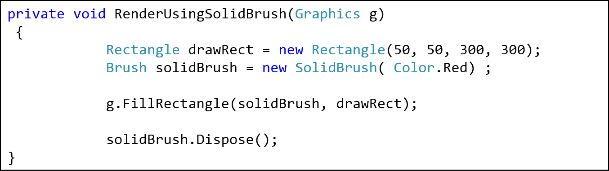 private void RenderUsingSolidBrush(Graphics g)
{
Rectangle drawRect = new Rectangle(50, 50, 300, 300);
Brush solidBrush = new SolidBrush( Color.Red) ;
g.FillRectangle(solidBrush, drawRect);
solidBrush.Dispose();
}